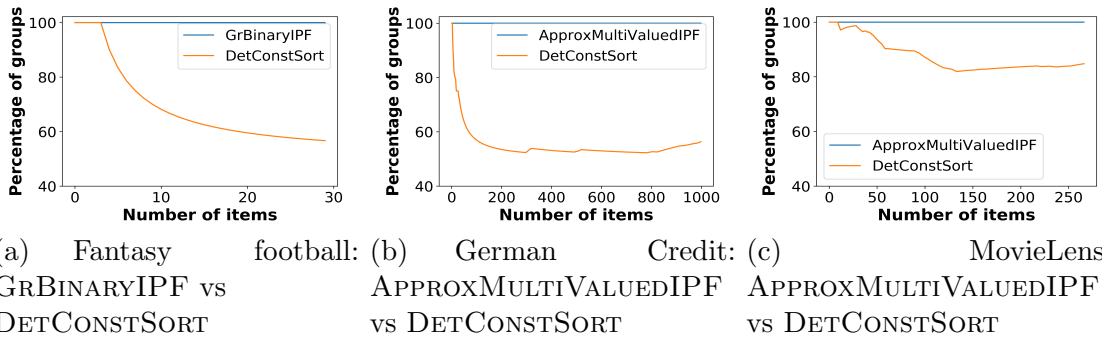 Percentage of groups
100
80
60
40
GrBinaryIPF
DetConstSort
0 10 20 30
Number of items
Percentage of groups
100
80
60
40
ApproxMultiValuedIPF
DetConstSort
0 200 400 600 800 1000
Number of items
Percentage of groups
100
80
60
40
ApproxMultiValuedIPF
DetConstSort
0 50 100 150 200 250
Number of items
(a) Fantasy football:
GRBINARYIPF vs
DETCONSTSORT
(b) German Credit:
APPROXMULTIVALUEDIPF
vs DETCONSTSORT
(c) MovieLens
APPROXMULTIVALUEDIPF
vs DETCONSTSORT